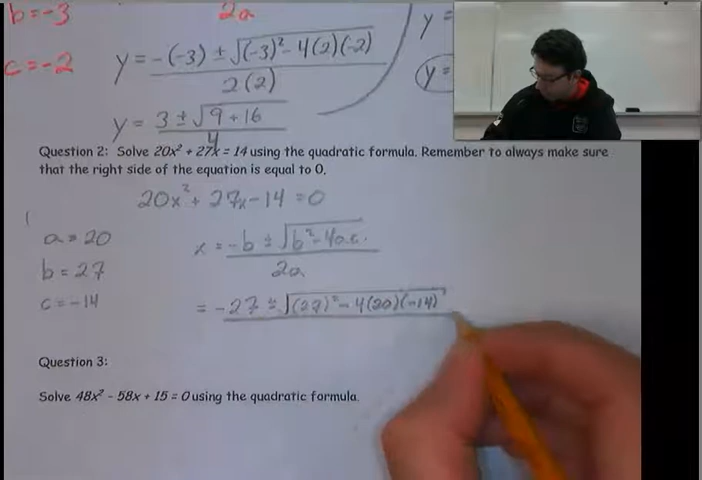 b = -3
2a
y =
c = -2
y = -(-3) ± √(-3)² - 4(2)(-2)
2(2)
y =
y = 3 ± √9 + 16
4
Question 2: Solve 20x² + 27x = 14 using the quadratic formula. Remember to always make sure
that the right side of the equation is equal to 0.
20x² + 27x - 14 = 0
a = 20
x = -b ± √b² - 4a.c.
2a
b = 27
c = -14
= -27 ± √(27)² - 4(20)(-14)
Question 3:
Solve 48x² - 58x + 15 = 0 using the quadratic formula.